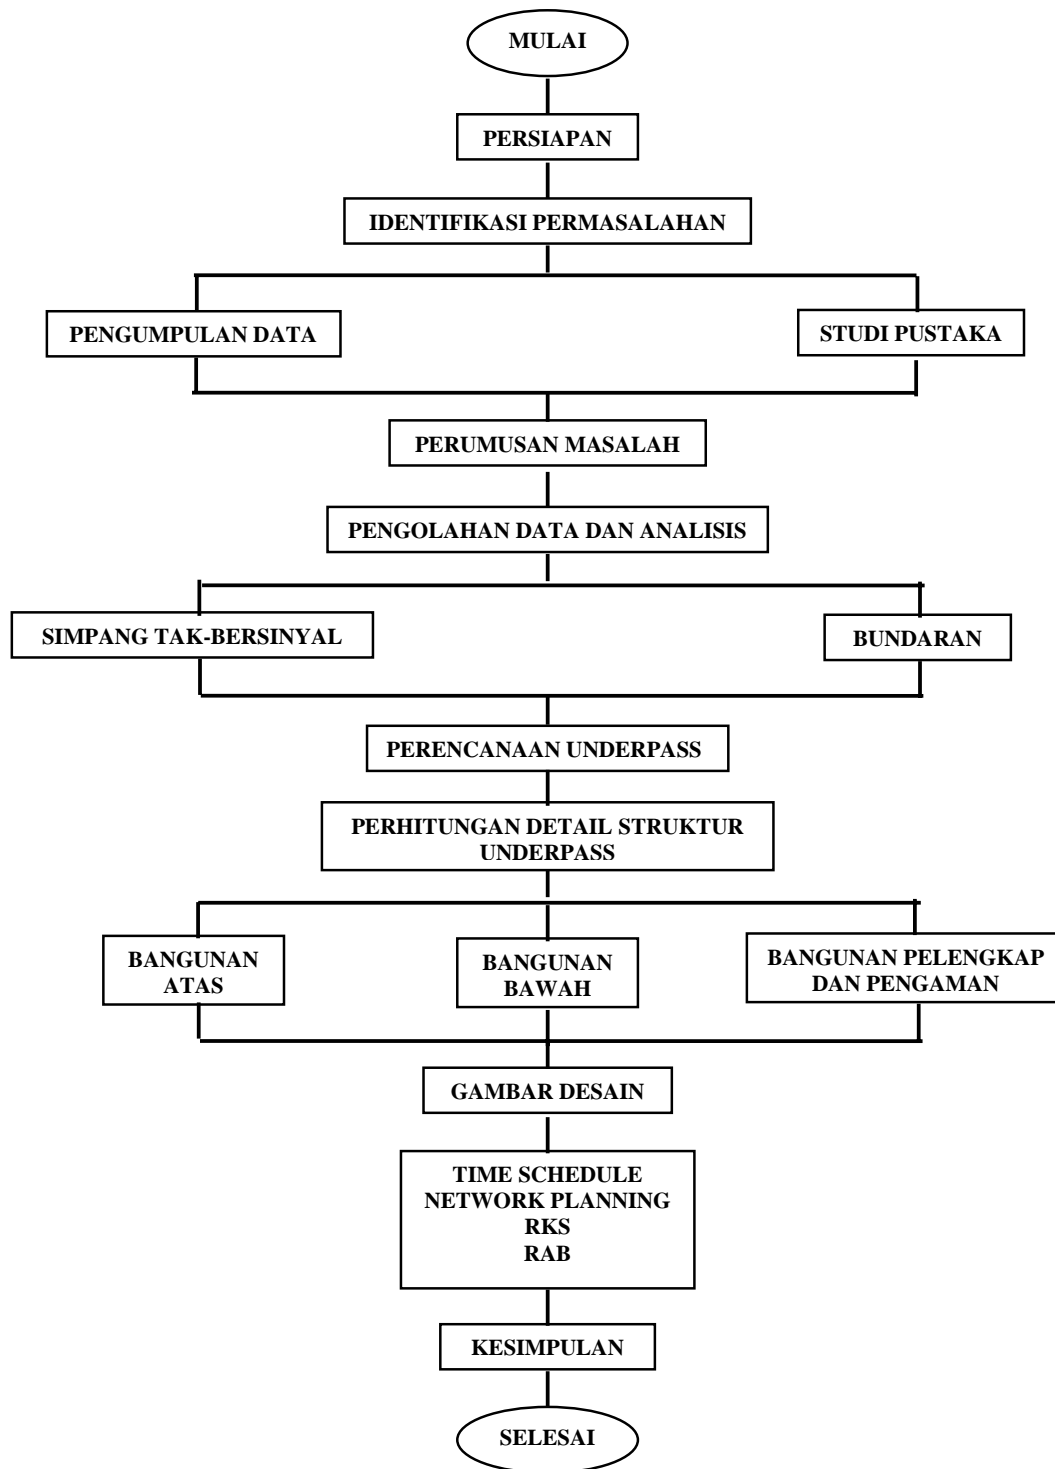 MULAI
PERSIAPAN
IDENTIFIKASI PERMASALAHAN
PENGUMPULAN DATA
STUDI PUSTAKA
PERUMUSAN MASALAH
PENGOLAHAN DATA DAN ANALISIS
SIMPANG TAK-BERSINYAL
BUNDARAN
PERENCANAAN UNDERPASS
PERHITUNGAN DETAIL STRUKTUR
UNDERPASS
BANGUNAN
ATAS
BANGUNAN
BAWAH
BANGUNAN PELENGKAP
DAN PENGAMAN
GAMBAR DESAIN
TIME SCHEDULE
NETWORK PLANNING
RKS
RAB
KESIMPULAN
SELESAI